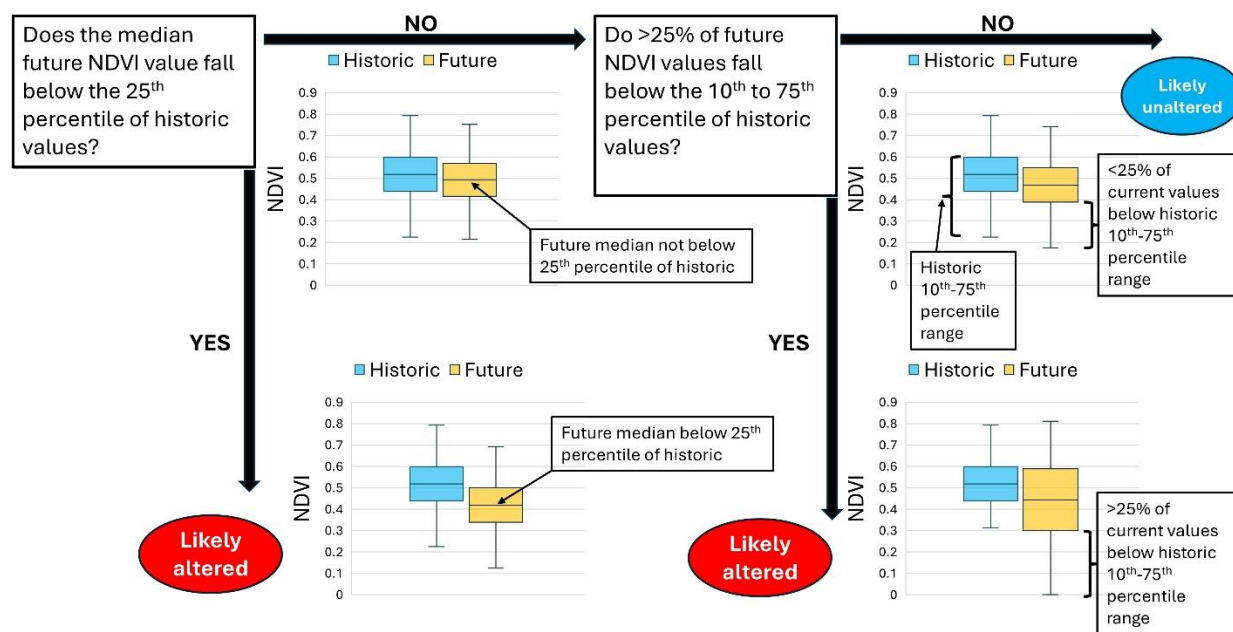 NO
Does the median
future NDVI value fall
below the 25th
percentile of historic
values?
Historic Future
NDVI
0.9
0.8
0.7
0.6
0.5
0.4
0.3
0.2
0.1
0
Future median not below
25th percentile of historic
NO
Do >25% of future
NDVI values fall
below the 10th to 75th
percentile of historic
values?
Historic Future
Likely
unaltered
NDVI
0.9
0.8
0.7
0.6
0.5
0.4
0.3
0.2
0.1
0
<25% of
current values
below historic
10th-75th
percentile
range
Historic
10th-75th
percentile
range
YES
Likely
altered
Historic Future
NDVI
0.9
0.8
0.7
0.6
0.5
0.4
0.3
0.2
0.1
0
Future median below 25th
percentile of historic
YES
Likely
altered
Historic Future
NDVI
0.9
0.8
0.7
0.6
0.5
0.4
0.3
0.2
0.1
0
>25% of
current values
below historic
10th-75th
percentile
range